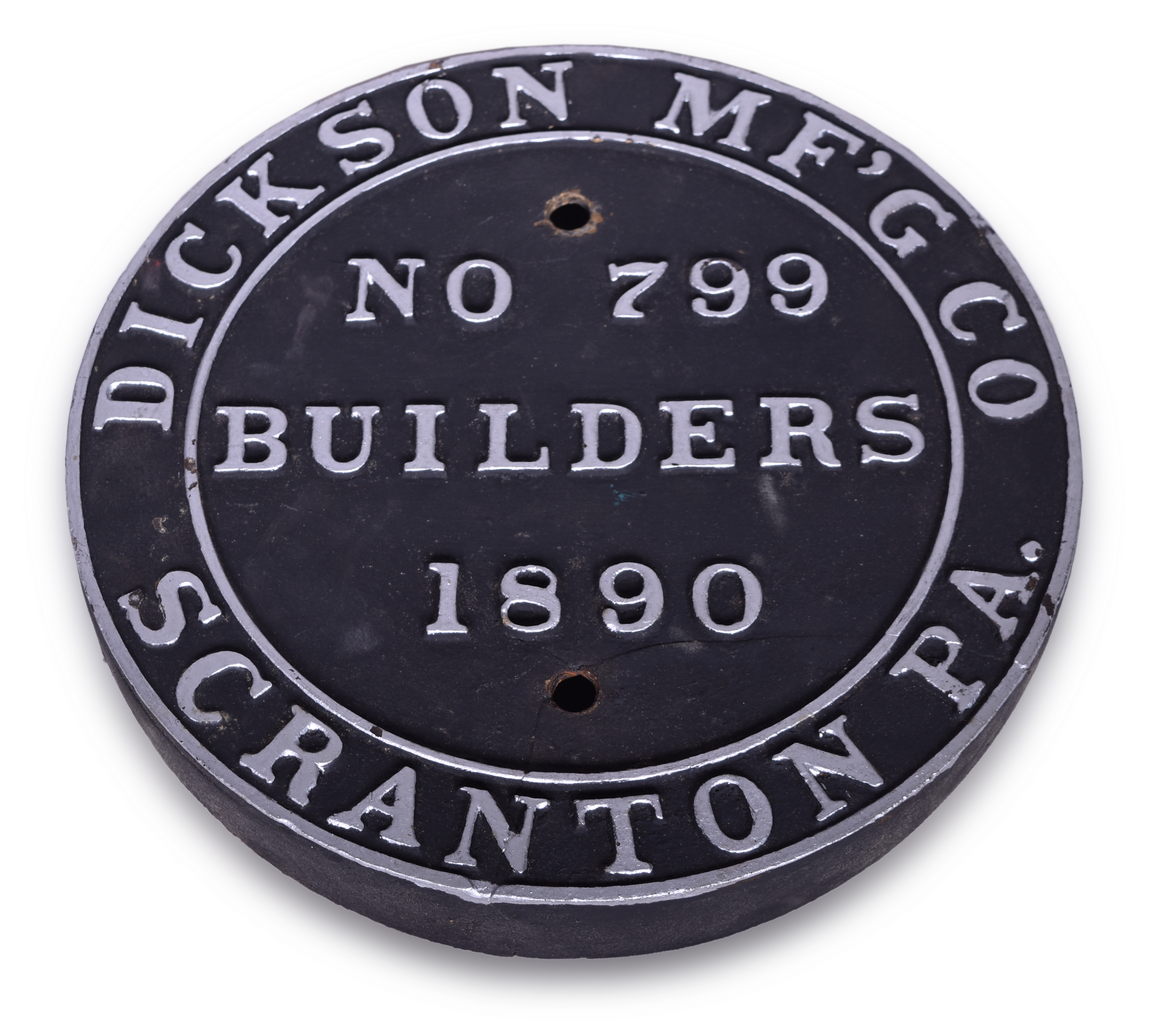 DICKSON MF'G CO
NO 799
BUILDERS
1890
SCRANTON PA.